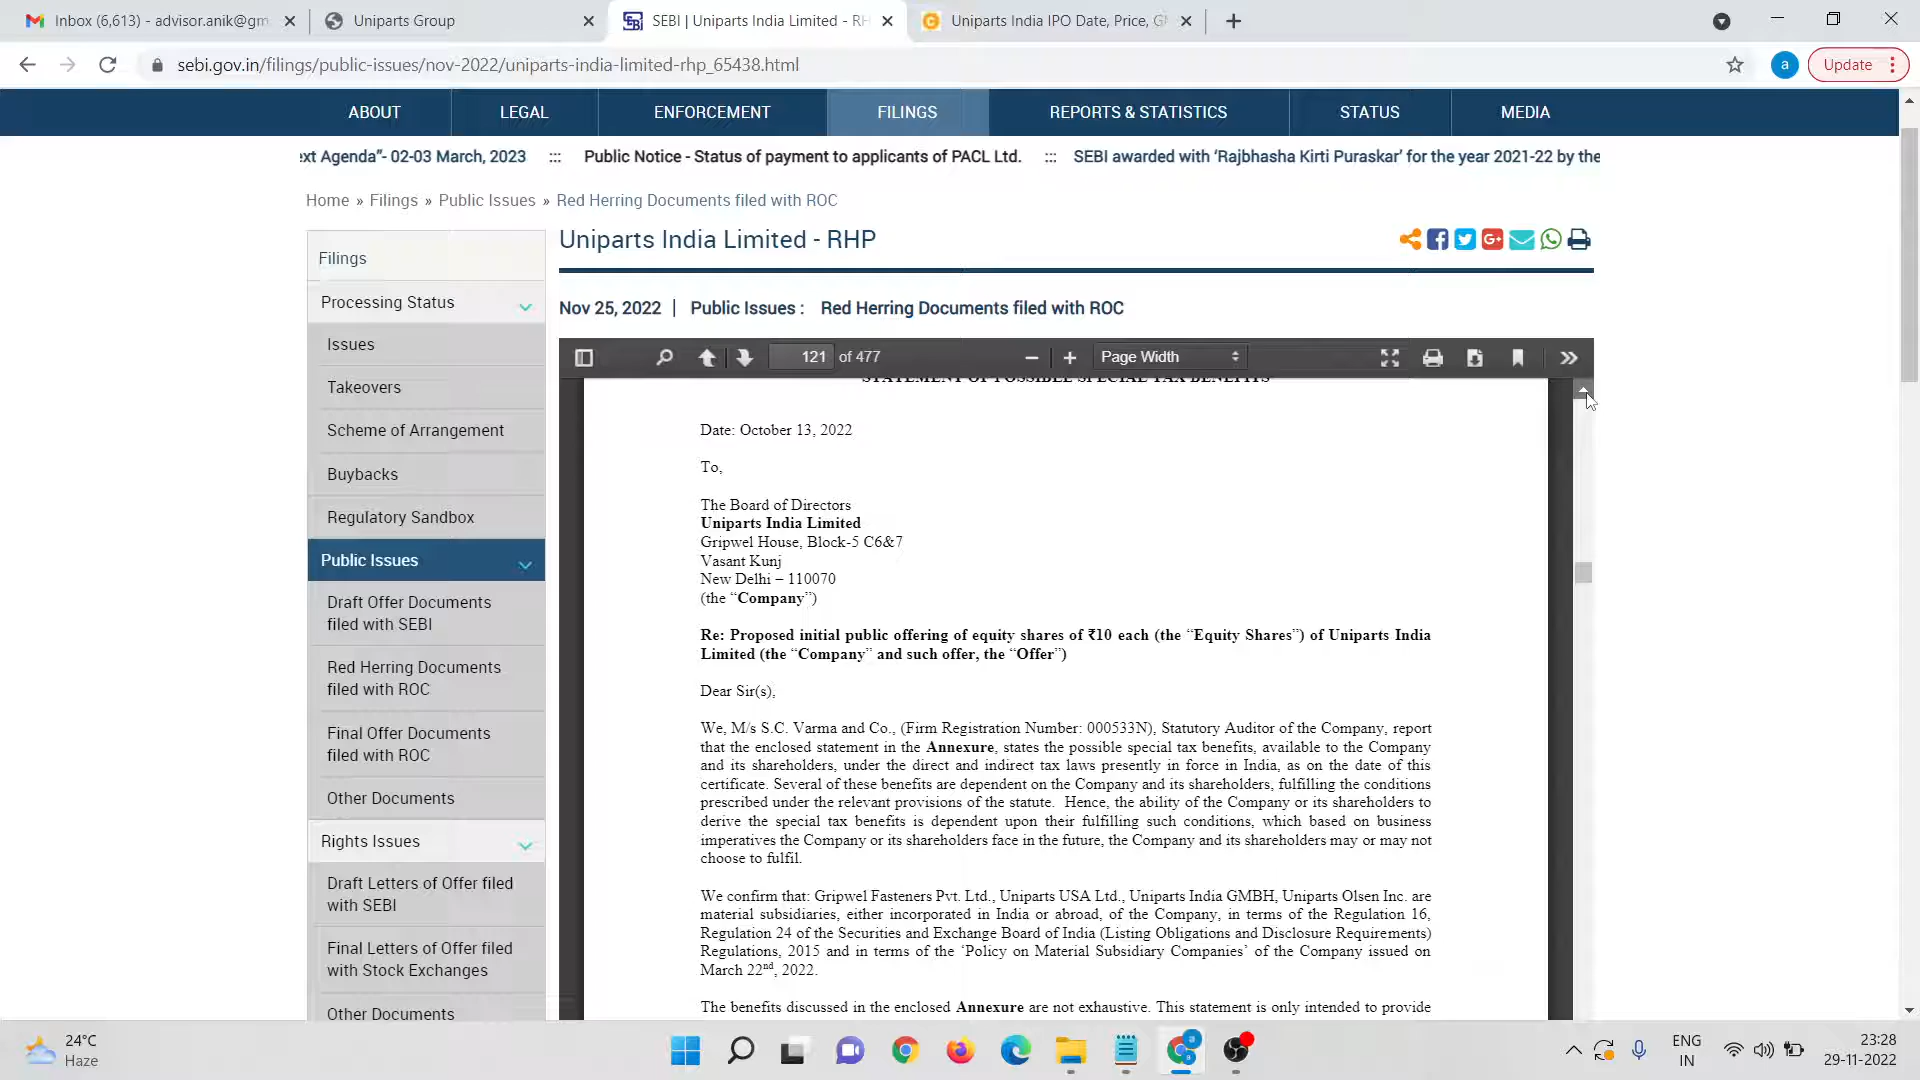 Inbox (6,613) - advisor.anik@gm
Uniparts Group
SEBI | Uniparts India Limited - RH
Uniparts India IPO Date, Price, G
sebi.gov.in/filings/public-issues/nov-2022/uniparts-india-limited-rhp_65438.html
a
Update
ABOUT
LEGAL
ENFORCEMENT
FILINGS
REPORTS & STATISTICS
STATUS
MEDIA
ext Agenda”- 02-03 March, 2023 ::: Public Notice - Status of payment to applicants of PACL Ltd. ::: SEBI awarded with ‘Rajbhasha Kirti Puraskar’ for the year 2021-22 by the
Home » Filings » Public Issues » Red Herring Documents filed with ROC
Uniparts India Limited - RHP
Nov 25, 2022 | Public Issues : Red Herring Documents filed with ROC
Filings
Processing Status
Issues
Takeovers
Scheme of Arrangement
Buybacks
Regulatory Sandbox
Public Issues
Draft Offer Documents
filed with SEBI
Red Herring Documents
filed with ROC
Final Offer Documents
filed with ROC
Other Documents
Rights Issues
Draft Letters of Offer filed
with SEBI
Final Letters of Offer filed
with Stock Exchanges
Other Documents
121 of 477
Page Width
STATEMENT OF POSSIBLE SPECIAL TAX BENEFITS
Date: October 13, 2022
To,
The Board of Directors
Uniparts India Limited
Gripwel House, Block-5 C6&7
Vasant Kunj
New Delhi – 110070
(the “Company”)
Re: Proposed initial public offering of equity shares of ₹10 each (the “Equity Shares”) of Uniparts India
Limited (the “Company” and such offer, the “Offer”)
Dear Sir(s),
We, M/s S.C. Varma and Co., (Firm Registration Number: 000533N), Statutory Auditor of the Company, report
that the enclosed statement in the Annexure, states the possible special tax benefits, available to the Company
and its shareholders, under the direct and indirect tax laws presently in force in India, as on the date of this
certificate. Several of these benefits are dependent on the Company and its shareholders, fulfilling the conditions
prescribed under the relevant provisions of the statute. Hence, the ability of the Company or its shareholders to
derive the special tax benefits is dependent upon their fulfilling such conditions, which based on business
imperatives the Company or its shareholders face in the future, the Company and its shareholders may or may not
choose to fulfil.
We confirm that: Gripwel Fasteners Pvt. Ltd., Uniparts USA Ltd., Uniparts India GMBH, Uniparts Olsen Inc. are
material subsidiaries, either incorporated in India or abroad, of the Company, in terms of the Regulation 16,
Regulation 24 of the Securities and Exchange Board of India (Listing Obligations and Disclosure Requirements)
Regulations, 2015 and in terms of the ‘Policy on Material Subsidiary Companies’ of the Company issued on
March 22nd, 2022.
The benefits discussed in the enclosed Annexure are not exhaustive. This statement is only intended to provide
24°C
Haze
ENG
IN
23:28
29-11-2022